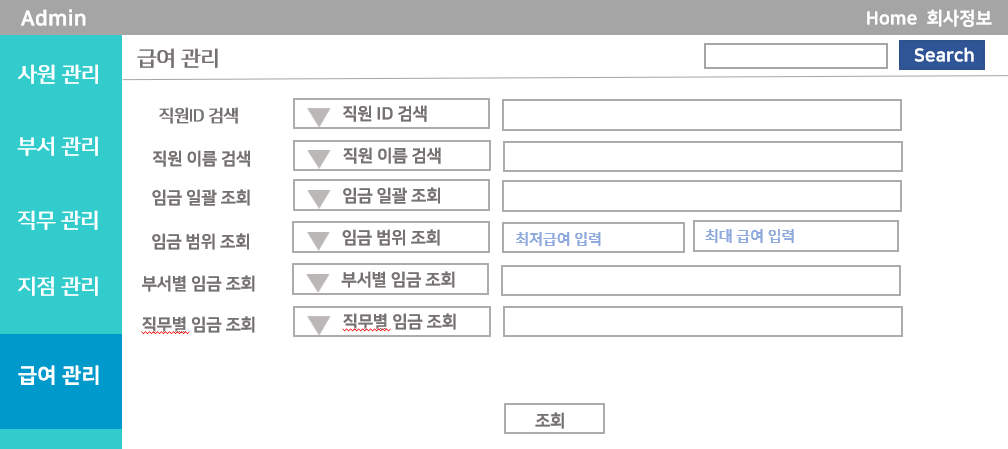 Admin
Home 회사정보
사원 관리
부서 관리
직무 관리
지점 관리
급여 관리
급여 관리
Search
직원ID 검색
직원 ID 검색
직원 이름 검색
직원 이름 검색
임금 일괄 조회
임금 일괄 조회
임금 범위 조회
임금 범위 조회
최저급여 입력
최대 급여 입력
부서별 임금 조회
부서별 임금 조회
직무별 임금 조회
직무별 임금 조회
조회